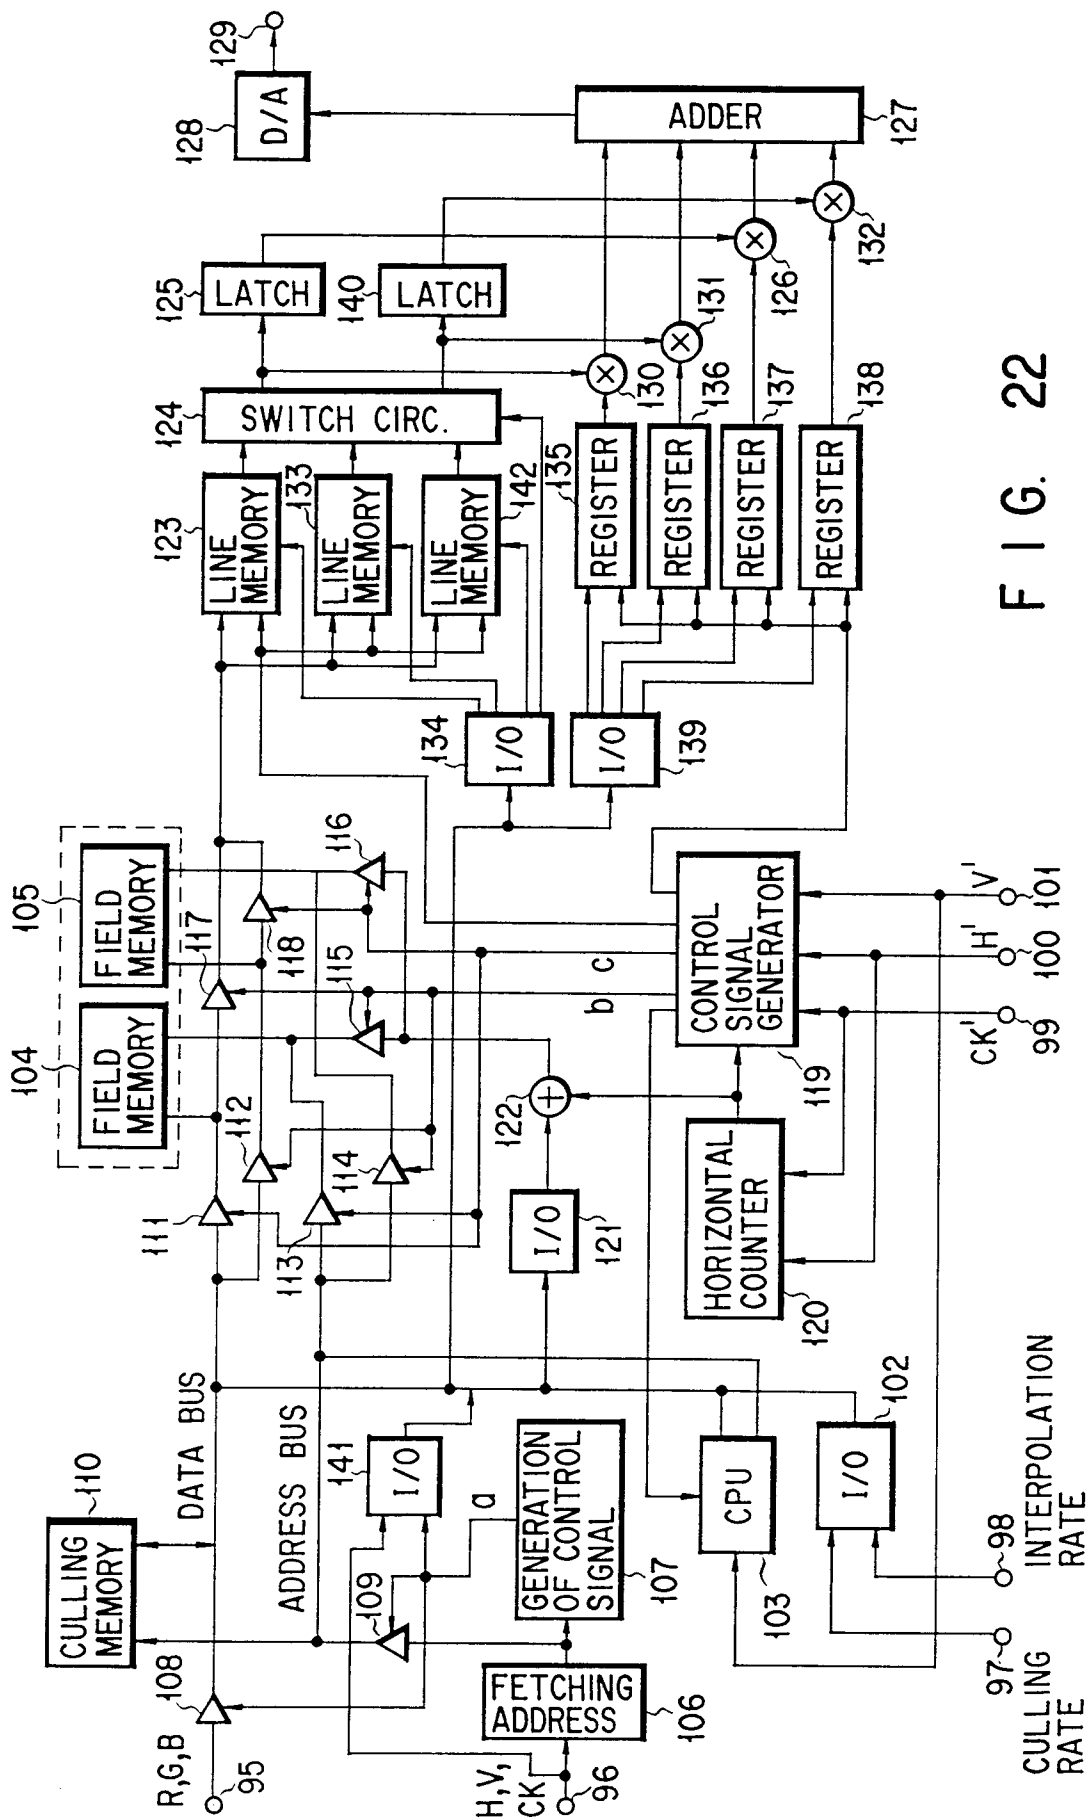 R,G,B
95
108
CULLING
MEMORY
110
DATA BUS
ADDRESS BUS
H,V,
CK
96
FETCHING
ADDRESS
106
109
a
141
I/O
GENERATION
OF CONTROL
SIGNAL
107
CULLING
RATE
97
INTERPOLATION
RATE
98
I/O
102
CPU
103
104
FIELD
MEMORY
105
FIELD
MEMORY
111
112
113
114
115
116
117
118
I/O
121
122
HORIZONTAL
COUNTER
120
b
c
CONTROL
SIGNAL
GENERATOR
119
CK'
99
H'
100
V'
101
134
I/O
I/O
139
123
LINE
MEMORY
133
LINE
MEMORY
142
LINE
MEMORY
124
SWITCH CIRC.
125
LATCH
140
LATCH
135
REGISTER
REGISTER
136
REGISTER
137
REGISTER
138
130
131
126
132
ADDER
127
128
D/A
129
FIG. 22